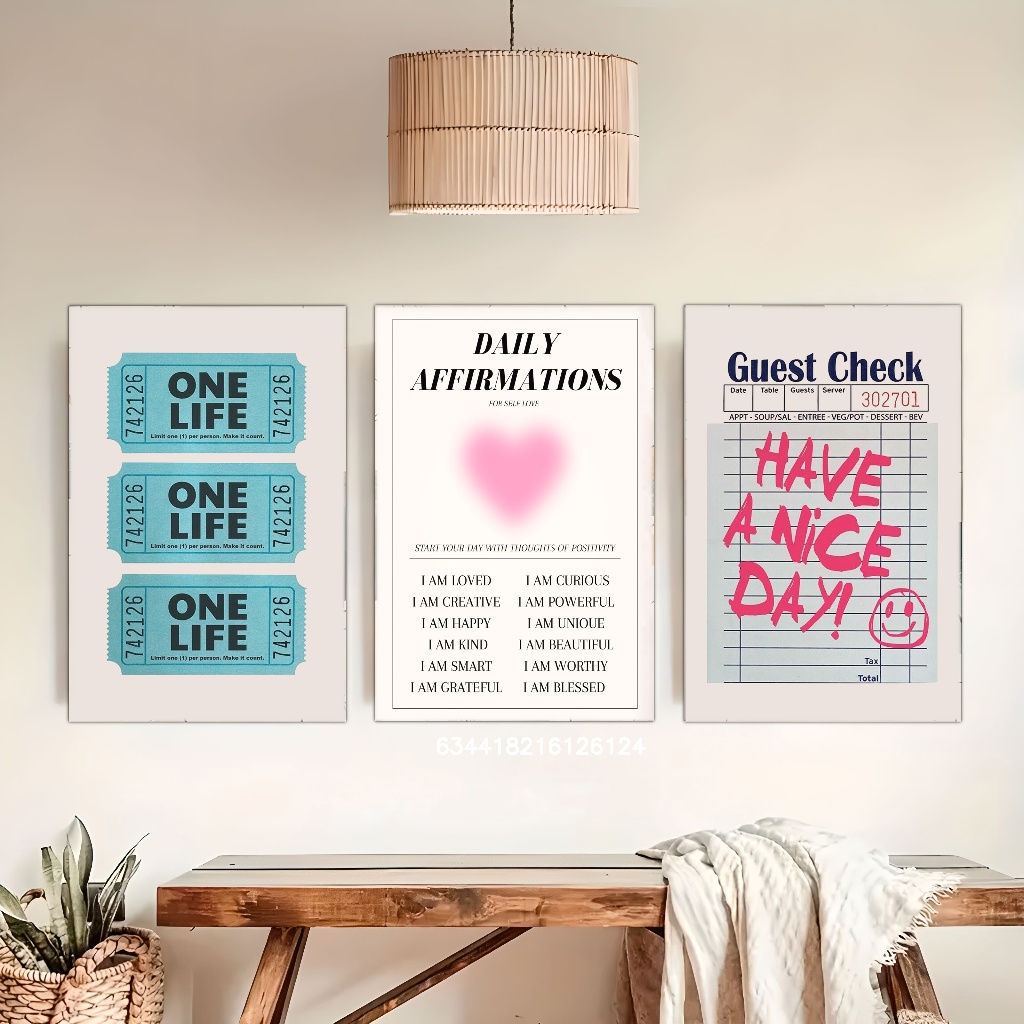 742126
ONE
LIFE
742126
Limit one (1) per person. Make it count.
742126
ONE
LIFE
742126
Limit one (1) per person. Make it count.
742126
ONE
LIFE
742126
Limit one (1) per person. Make it count.
DAILY
AFFIRMATIONS
FOR SELF LOVE
START YOUR DAY WITH THOUGHTS OF POSITIVITY
I AM LOVED I AM CURIOUS
I AM CREATIVE I AM POWERFUL
I AM HAPPY I AM UNIQUE
I AM KIND I AM BEAUTIFUL
I AM SMART I AM WORTHY
I AM GRATEFUL I AM BLESSED
Guest Check
Date Table Guests Server 302701
APPT - SOUP/SAL - ENTREE - VEG/POT - DESSERT - BEV
HAVE
A NiCE
DAY!
Tax
Total
634418216126124